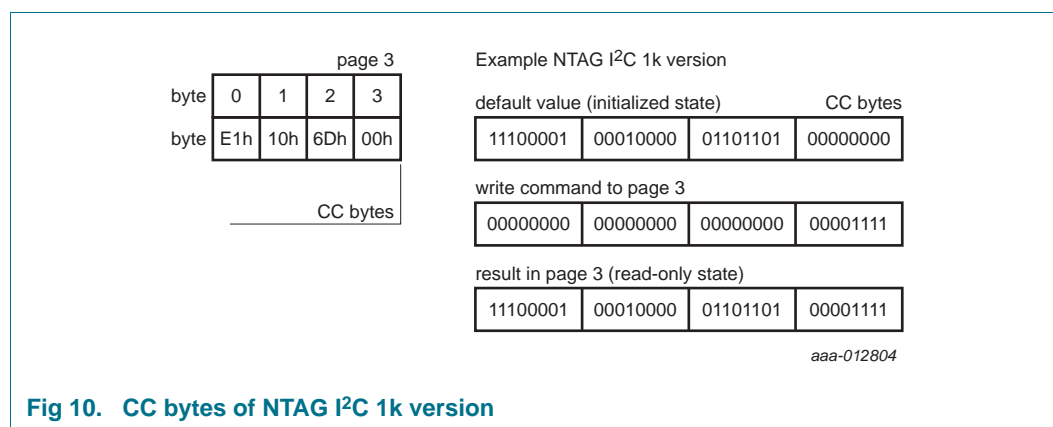 page 3
byte 0 1 2 3
byte E1h 10h 6Dh 00h
CC bytes
Example NTAG I2C 1k version
default value (initialized state) CC bytes
11100001 00010000 01101101 00000000
write command to page 3
00000000 00000000 00000000 00001111
result in page 3 (read-only state)
11100001 00010000 01101101 00001111
aaa-012804
Fig 10. CC bytes of NTAG I2C 1k version